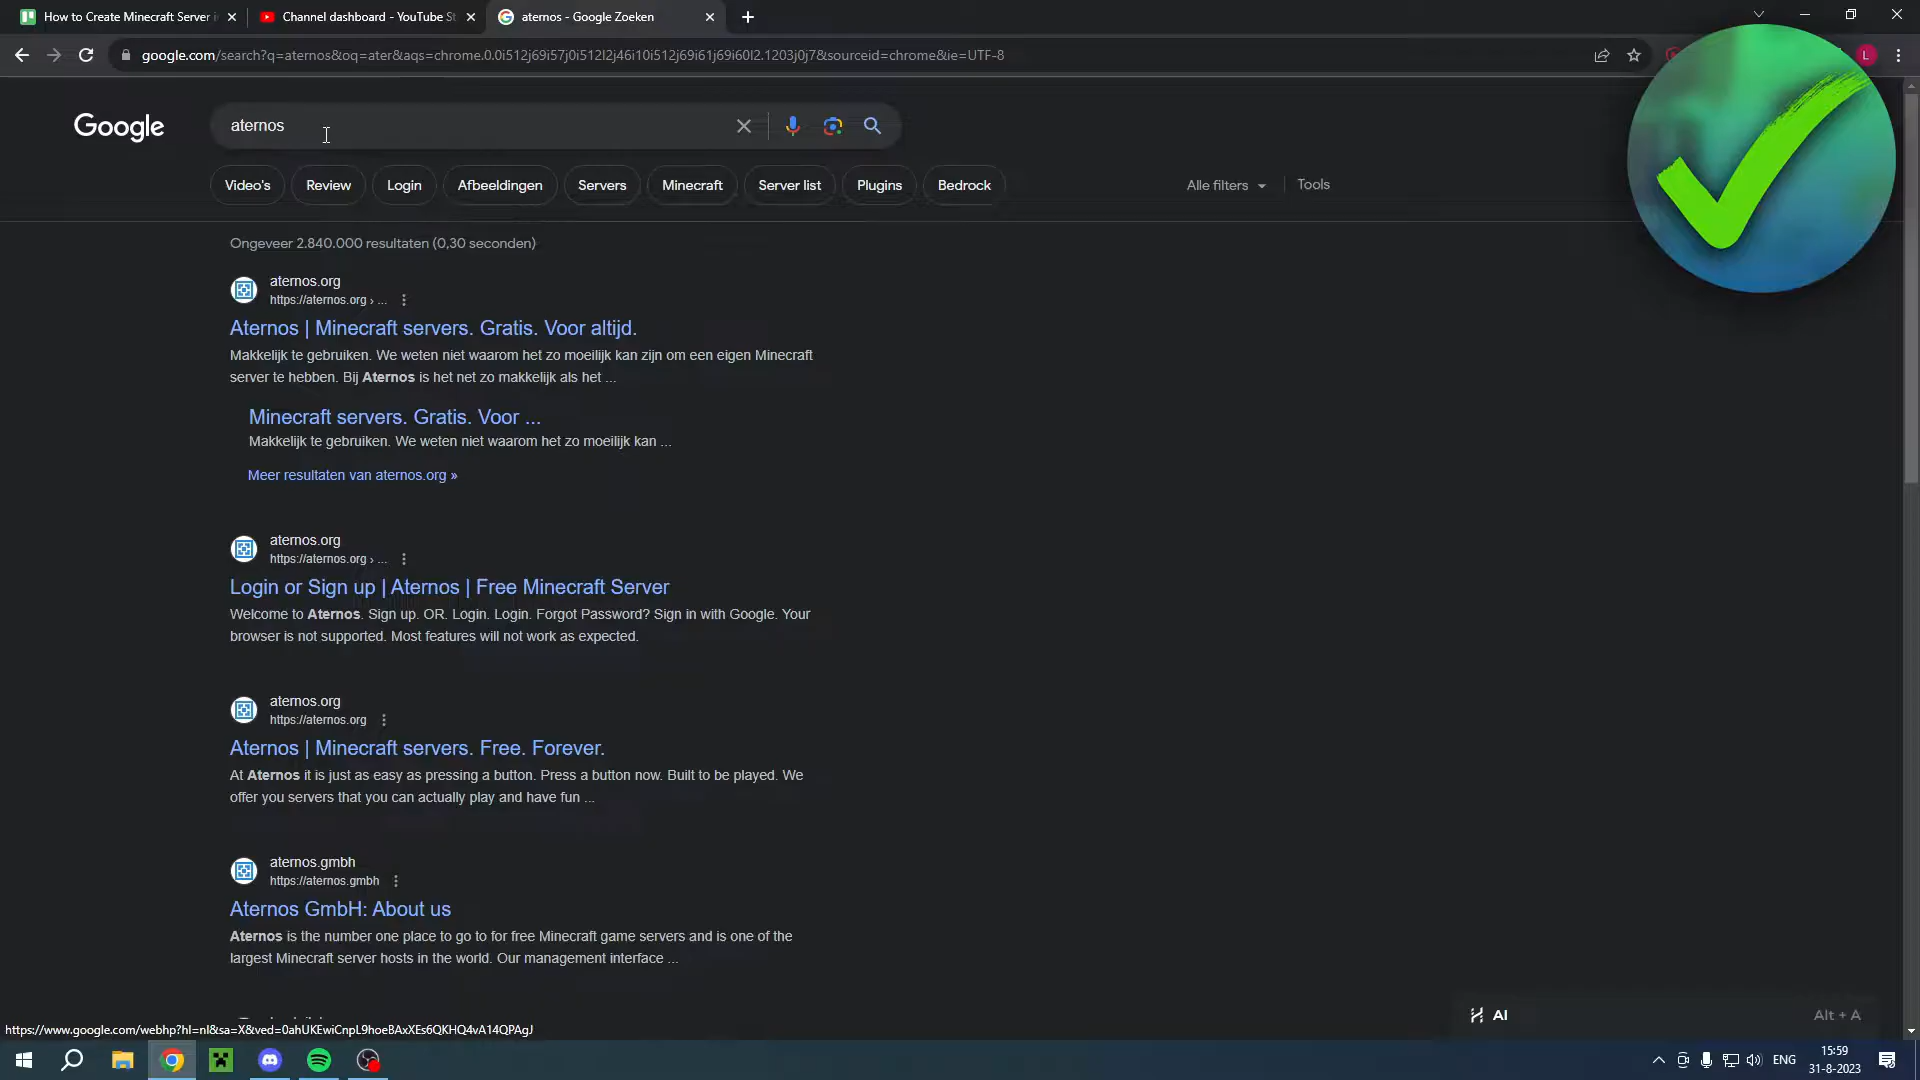 How to Create Minecraft Server i
Channel dashboard - YouTube St
aternos - Google Zoeken
google.com/search?q=aternos&oq=ater&aqs=chrome.0.0i512j69i57j0i512l2j46i10i512j69i61j69i60l2.1203j0j7&sourceid=chrome&ie=UTF-8
L
Google
aternos
Video's
Review
Login
Afbeeldingen
Servers
Minecraft
Server list
Plugins
Bedrock
Alle filters
Tools
Ongeveer 2.840.000 resultaten (0,30 seconden)
aternos.org
https://aternos.org › ...
Aternos | Minecraft servers. Gratis. Voor altijd.
Makkelijk te gebruiken. We weten niet waarom het zo moeilijk kan zijn om een eigen Minecraft
server te hebben. Bij Aternos is het net zo makkelijk als het ...
Minecraft servers. Gratis. Voor ...
Makkelijk te gebruiken. We weten niet waarom het zo moeilijk kan ...
Meer resultaten van aternos.org »
aternos.org
https://aternos.org › ...
Login or Sign up | Aternos | Free Minecraft Server
Welcome to Aternos. Sign up. OR. Login. Login. Forgot Password? Sign in with Google. Your
browser is not supported. Most features will not work as expected.
aternos.org
https://aternos.org
Aternos | Minecraft servers. Free. Forever.
At Aternos it is just as easy as pressing a button. Press a button now. Built to be played. We
offer you servers that you can actually play and have fun ...
aternos.gmbh
https://aternos.gmbh
Aternos GmbH: About us
Aternos is the number one place to go to for free Minecraft game servers and is one of the
largest Minecraft server hosts in the world. Our management interface ...
AI
Alt + A
https://www.google.com/webhp?hl=nl&sa=X&ved=0ahUKEwiCnpL9hoeBAxXEs6QKHQ4vA14QPAgJ
ENG
15:59
31-8-2023